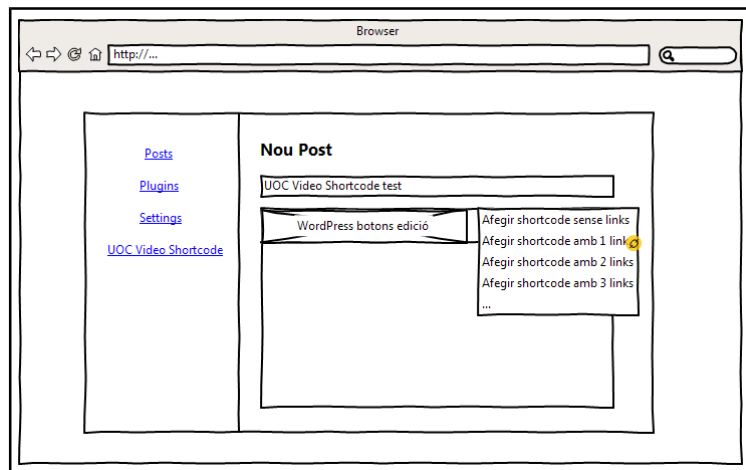 Browser
http://...
Posts
Plugins
Settings
UOC Video Shortcode
Nou Post
UOC Video Shortcode test
WordPress botons edició
Afegir shortcode sense links
Afegir shortcode amb 1 link
Afegir shortcode amb 2 links
Afegir shortcode amb 3 links
...